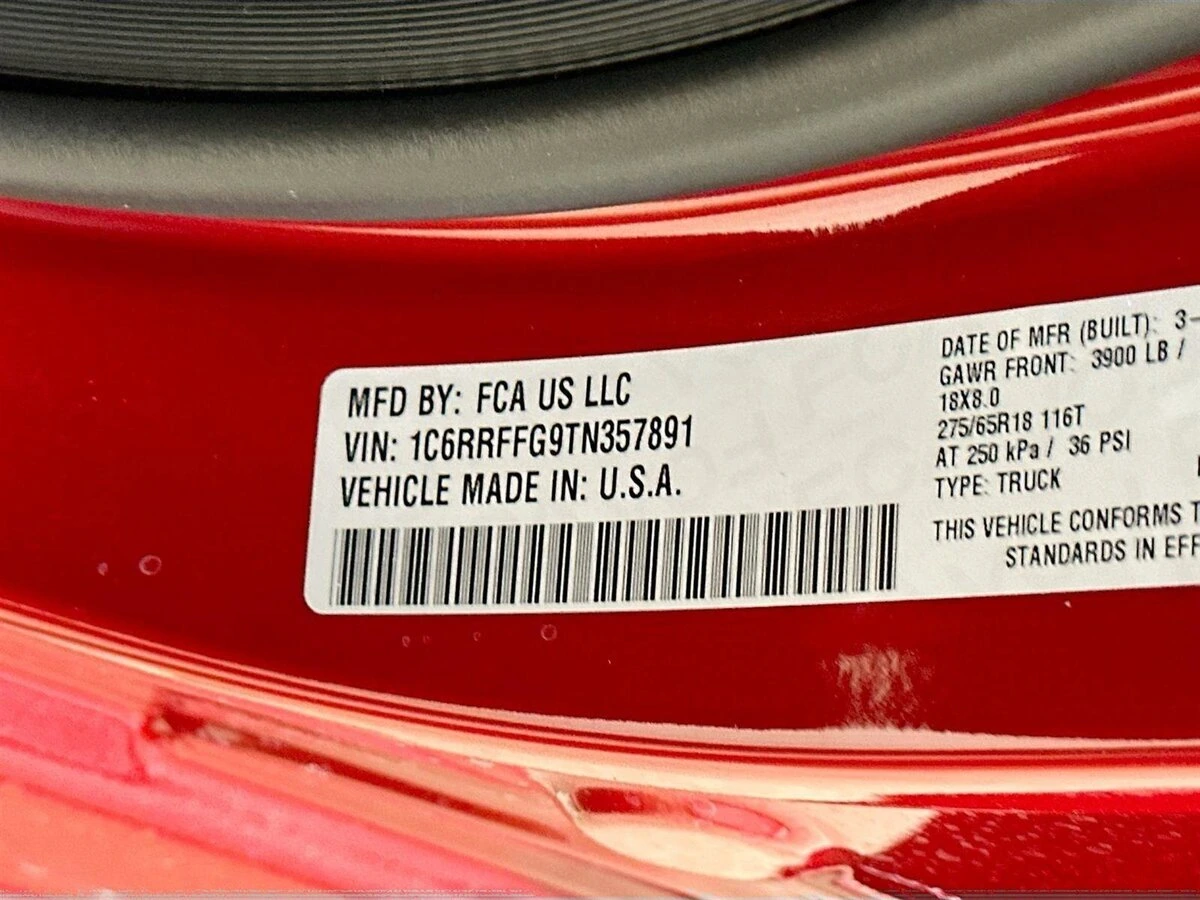 MFD BY: FCA US LLC
VIN: 1C6RRFFG9TN357891
VEHICLE MADE IN: U.S.A.
DATE OF MFR (BUILT): 3-
GAWR FRONT: 3900 LB /
18X8.0
275/65R18 116T
AT 250 kPa / 36 PSI
TYPE: TRUCK
THIS VEHICLE CONFORMS T
STANDARDS IN EFF